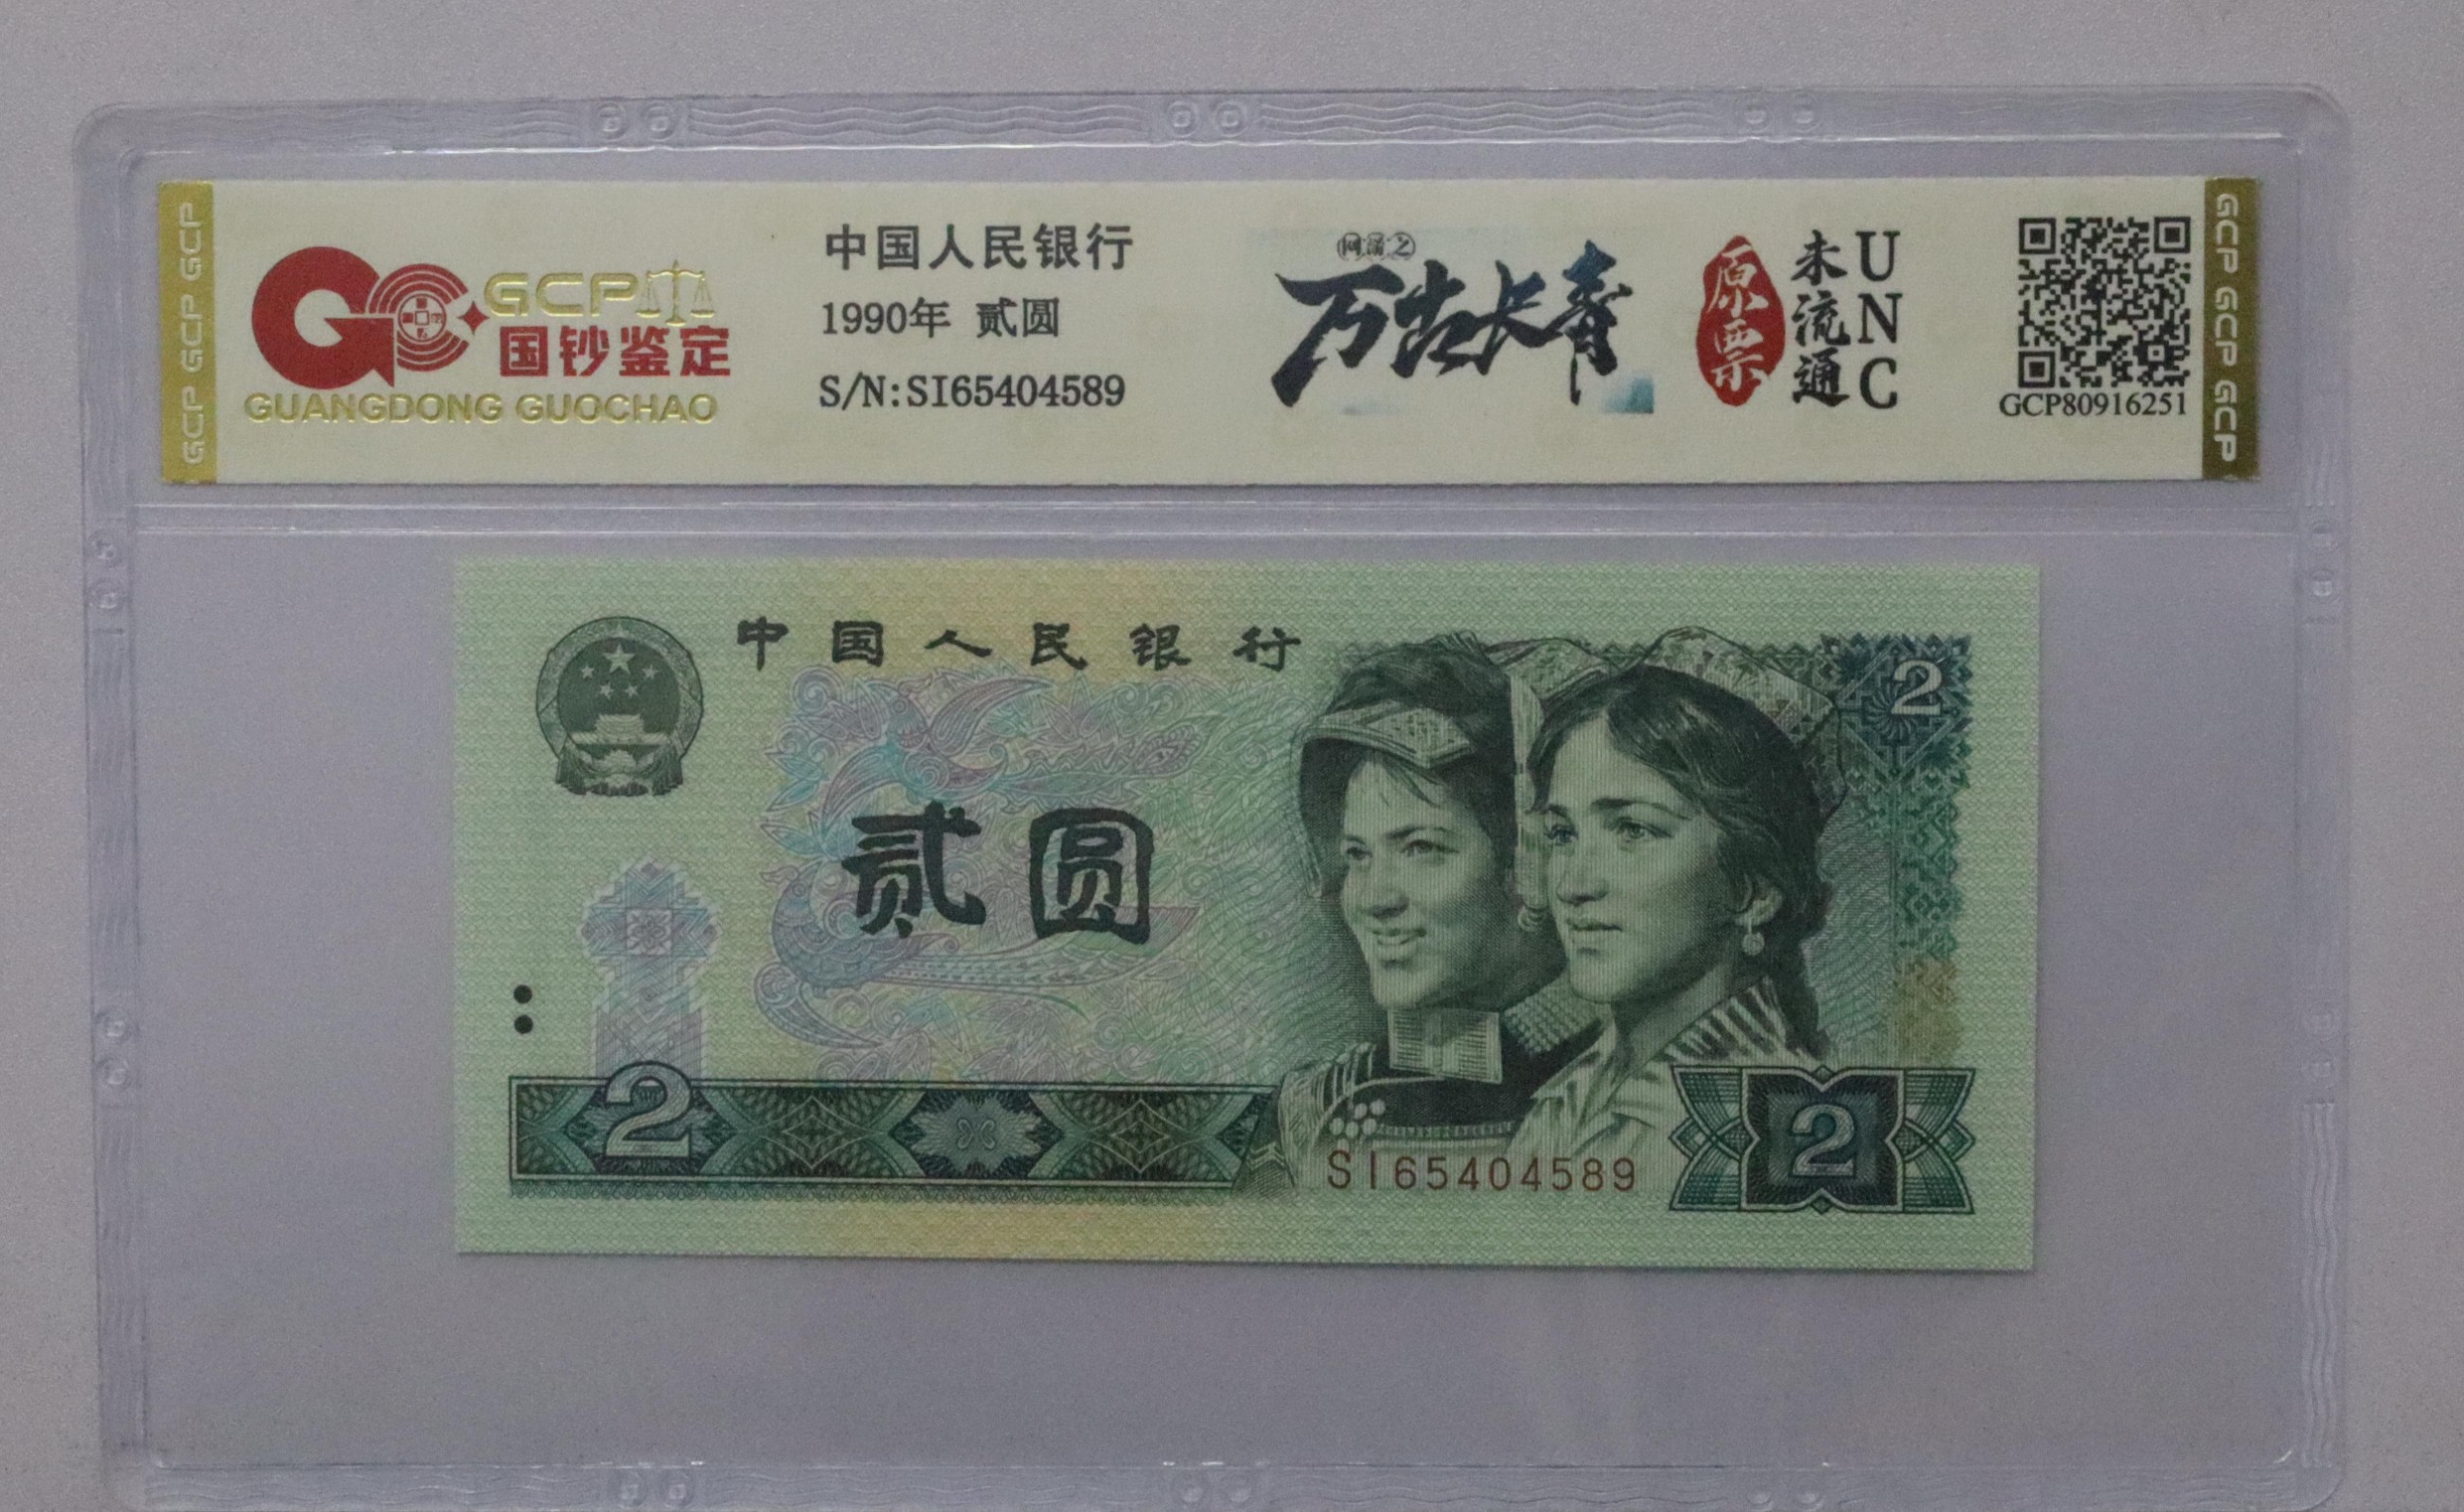 GCP GCP GCP
GCP
国钞鉴定
GUANGDONG GUOCHAO
中国人民银行
1990年 贰圆
S/N:SI65404589
万古长青
原票
未流通
UNC
GCP80916251
GCP GCP GCP GCP
中国人民银行
2
贰圆
2
SI65404589
2